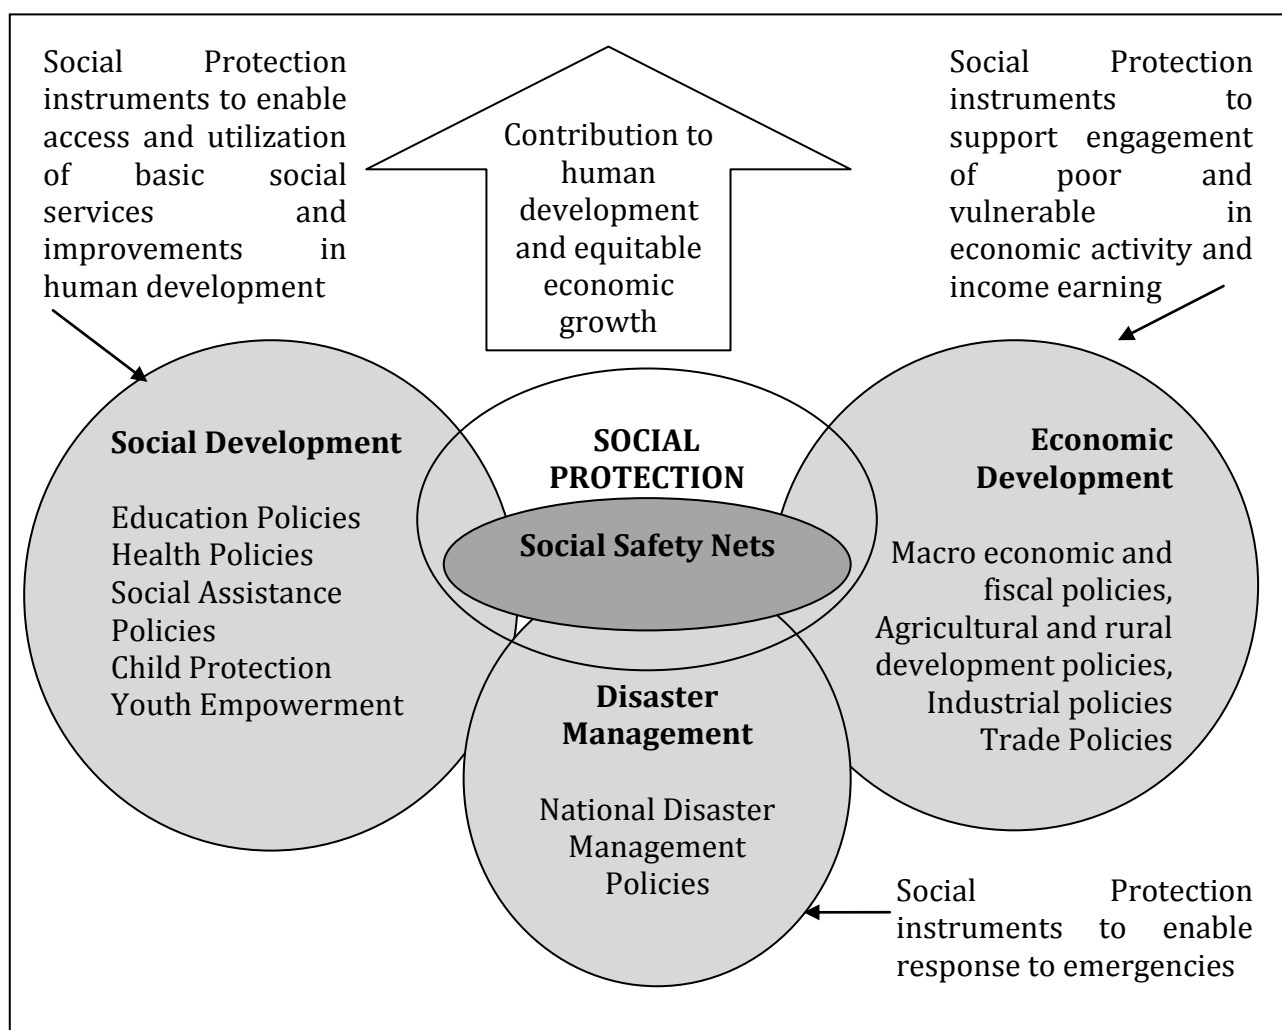 Social Protection
instruments to enable
access and utilization
of basic social
services and
improvements in
human development
Contribution to
human
development
and equitable
economic
growth
Social Protection
instruments to
support engagement
of poor and
vulnerable in
economic activity and
income earning
Social Development
Education Policies
Health Policies
Social Assistance
Policies
Child Protection
Youth Empowerment
SOCIAL
PROTECTION
Social Safety Nets
Economic
Development
Macro economic and
fiscal policies,
Agricultural and rural
development policies,
Industrial policies
Trade Policies
Disaster
Management
National Disaster
Management
Policies
Social Protection
instruments to enable
response to emergencies